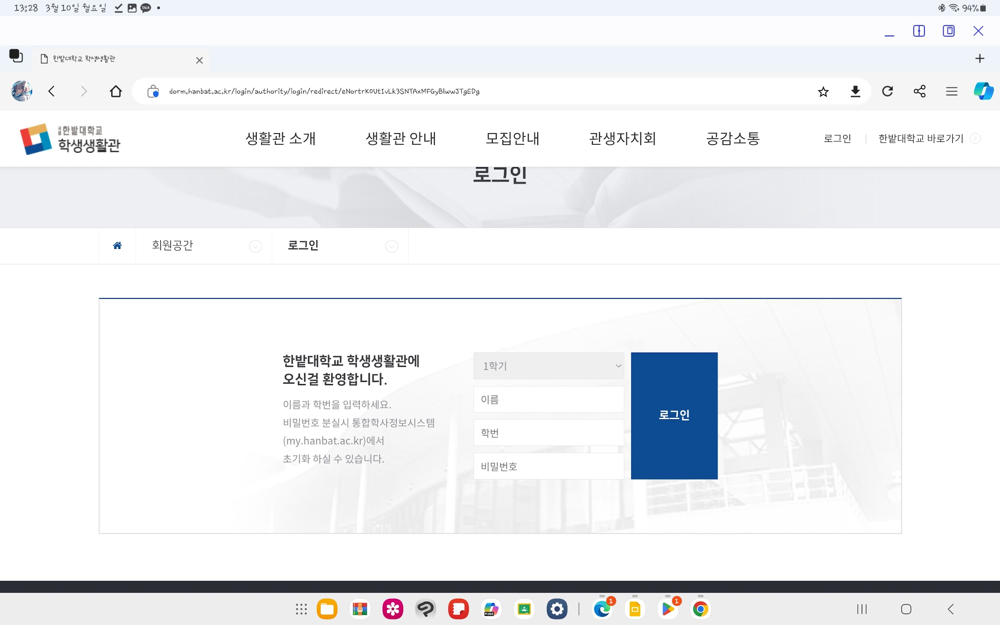 13:28 3월 10일 월요일 TALK 94%
한밭대학교 학생생활관
dorm.hanbat.ac.kr/login/authority/login/redirect/eNortrK0UtIvLk3SNTAxMFGyBlwwJTgEDg
한밭대학교
학생생활관
생활관 소개 생활관 안내 모집안내 관생자치회 공감소통 로그인 한밭대학교 바로가기
로그인
회원공간 로그인
한밭대학교 학생생활관에
오신걸 환영합니다.
이름과 학번을 입력하세요.
비밀번호 분실시 통합학사정보시스템
(my.hanbat.ac.kr)에서
초기화 하실 수 있습니다.
1학기
이름
학번
비밀번호
로그인
M365
1
1